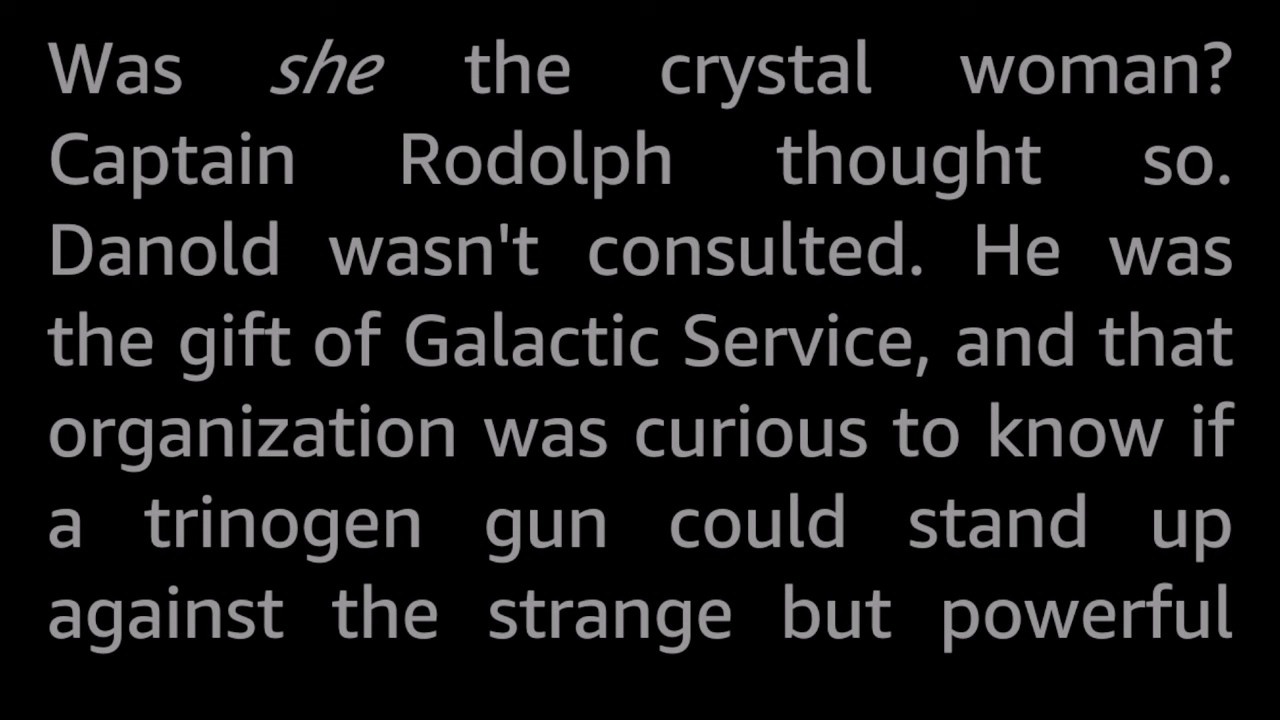 Was she the crystal woman?
Captain Rodolph thought so.
Danold wasn't consulted. He was
the gift of Galactic Service, and that
organization was curious to know if
a trinogen gun could stand up
against the strange but powerful